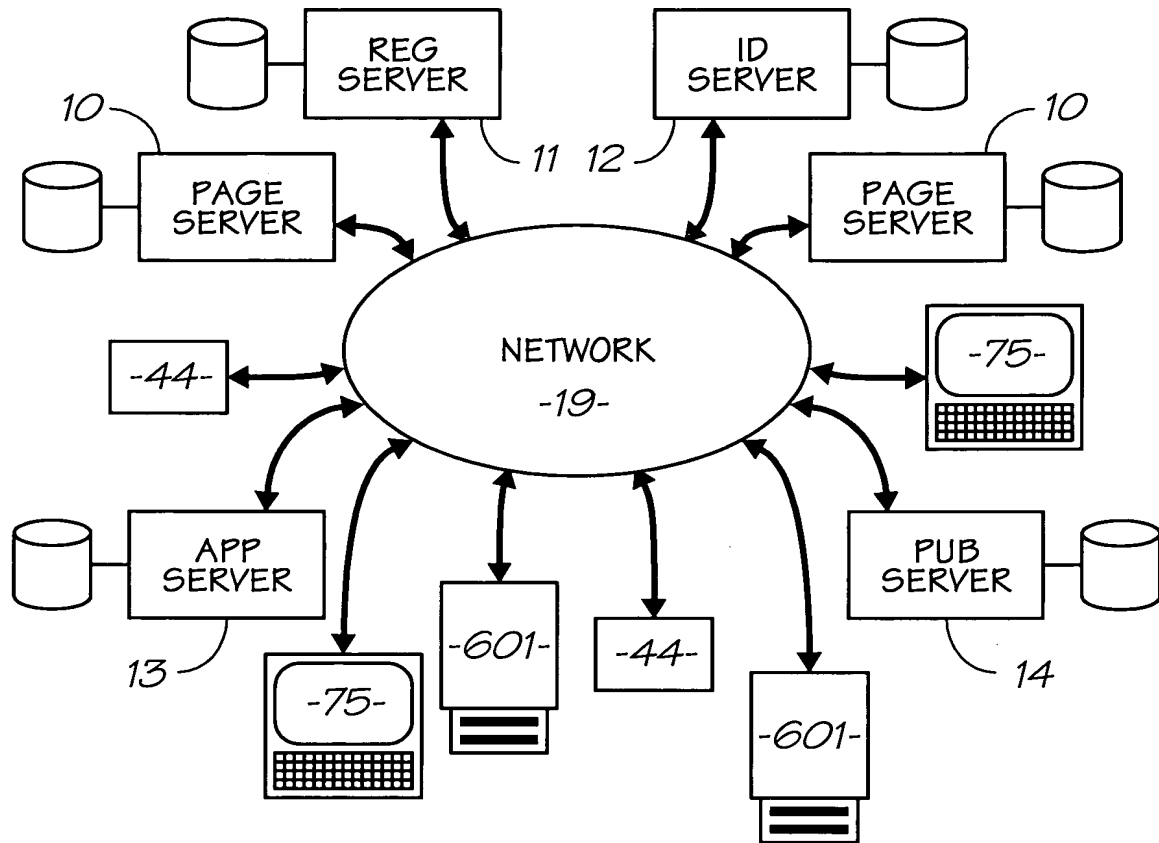 REG
SERVER
ID
SERVER
10
11
12
10
PAGE
SERVER
PAGE
SERVER
NETWORK
-19-
-75-
-44-
APP
SERVER
PUB
SERVER
-601-
-44-
13
14
-75-
-601-